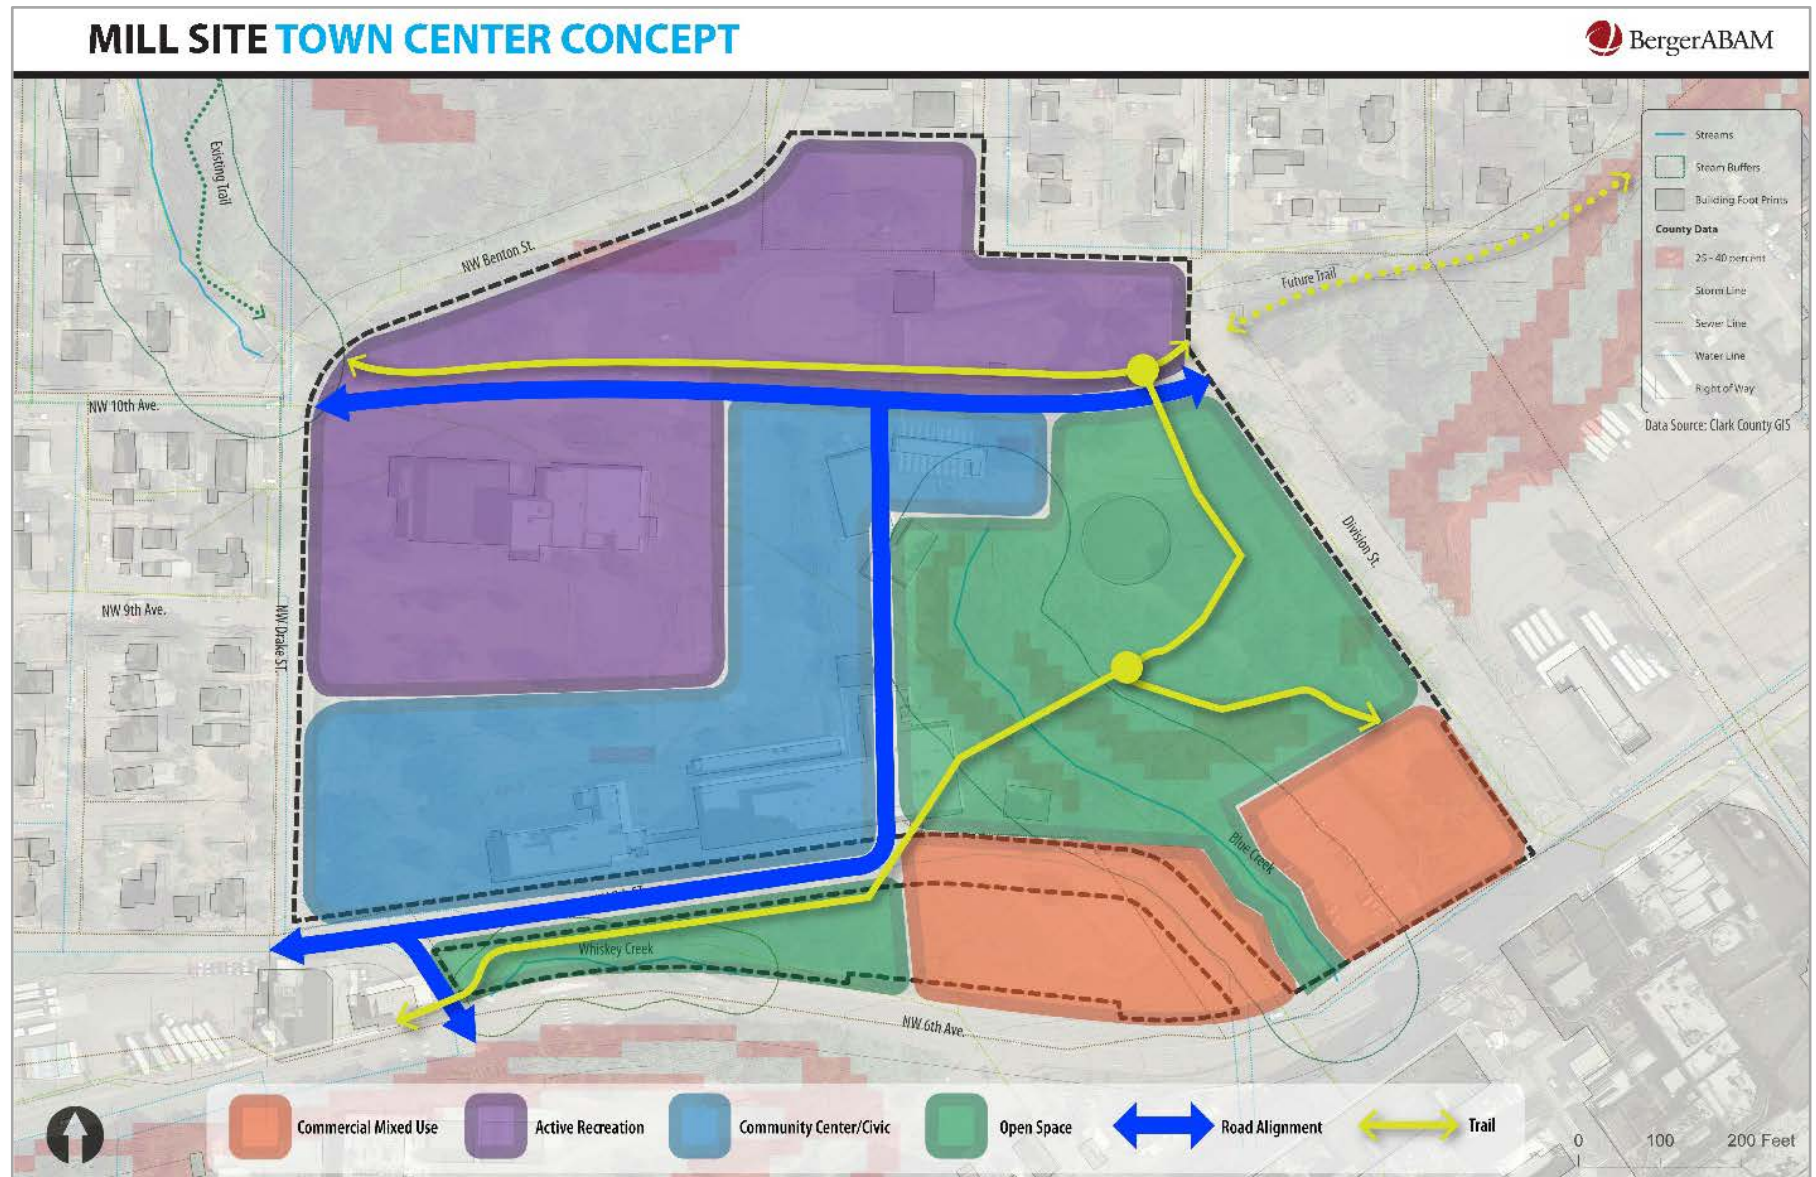 MILL SITE TOWN CENTER CONCEPT
BergerABAM
Existing Trail
NW Benton St.
Future Trail
Streams
Steam Buffers
Building Foot Prints
County Data
25 - 40 percent
Storm Line
Sewer Line
Water Line
Right of Way
Data Source: Clark County GIS
NW 10th Ave.
NW 9th Ave.
NW Drake ST.
Division St.
Blue Creek
Whiskey Creek
NW 6th Ave.
Commercial Mixed Use
Active Recreation
Community Center/Civic
Open Space
Road Alignment
Trail
0 100 200 Feet